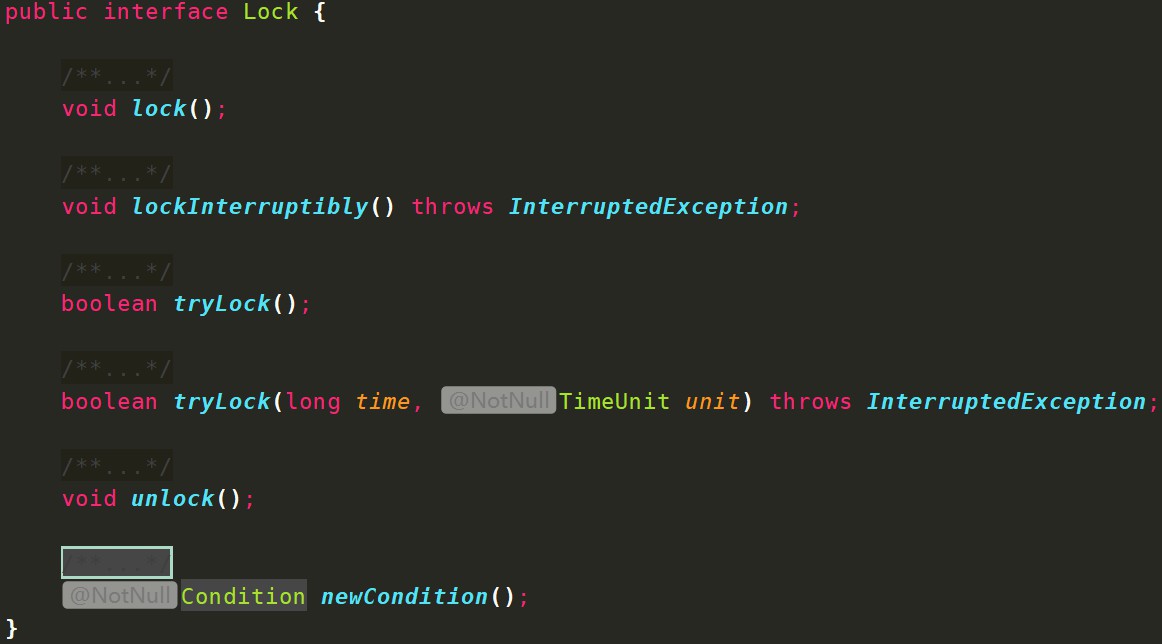 public interface Lock {
/**...*/
void lock();
/**...*/
void lockInterruptibly() throws InterruptedException;
/**...*/
boolean tryLock();
/**...*/
boolean tryLock(long time, @NotNull TimeUnit unit) throws InterruptedException;
/**...*/
void unlock();
/**...*/
@NotNull Condition newCondition();
}